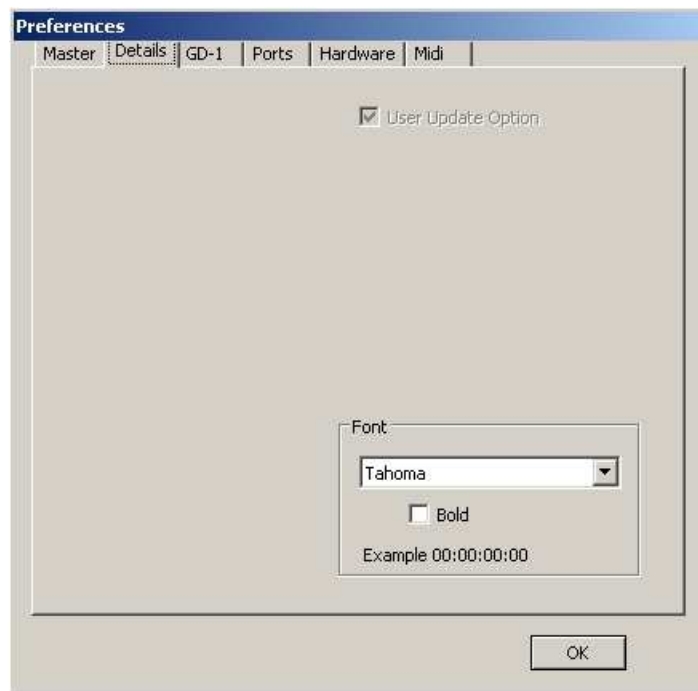 Preferences
Master Details GD-1 Ports Hardware Midi
User Update Option
Font
Tahoma
Bold
Example 00:00:00:00
OK